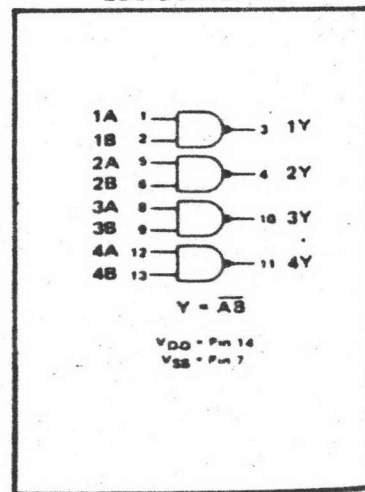 1A 1
3 1Y
1B 2
2A 5
4 2Y
2B 6
3A 8
10 3Y
3B 9
4A 12
11 4Y
4B 13
Y = A̅B̅
VDD = Pin 14
VSS = Pin 7